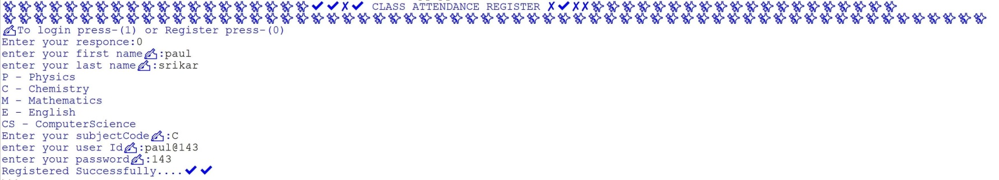 ✔✔✗✔ CLASS ATTENDANCE REGISTER ✗✔✗✗
✍To login press-(1) or Register press-(0)
Enter your responce:0
enter your first name✍:paul
enter your last name✍:srikar
P - Physics
C - Chemistry
M - Mathematics
E - English
CS - ComputerScience
Enter your subjectCode✍:C
enter your user Id✍:paul@143
enter your password✍:143
Registered Successfully....✔✔